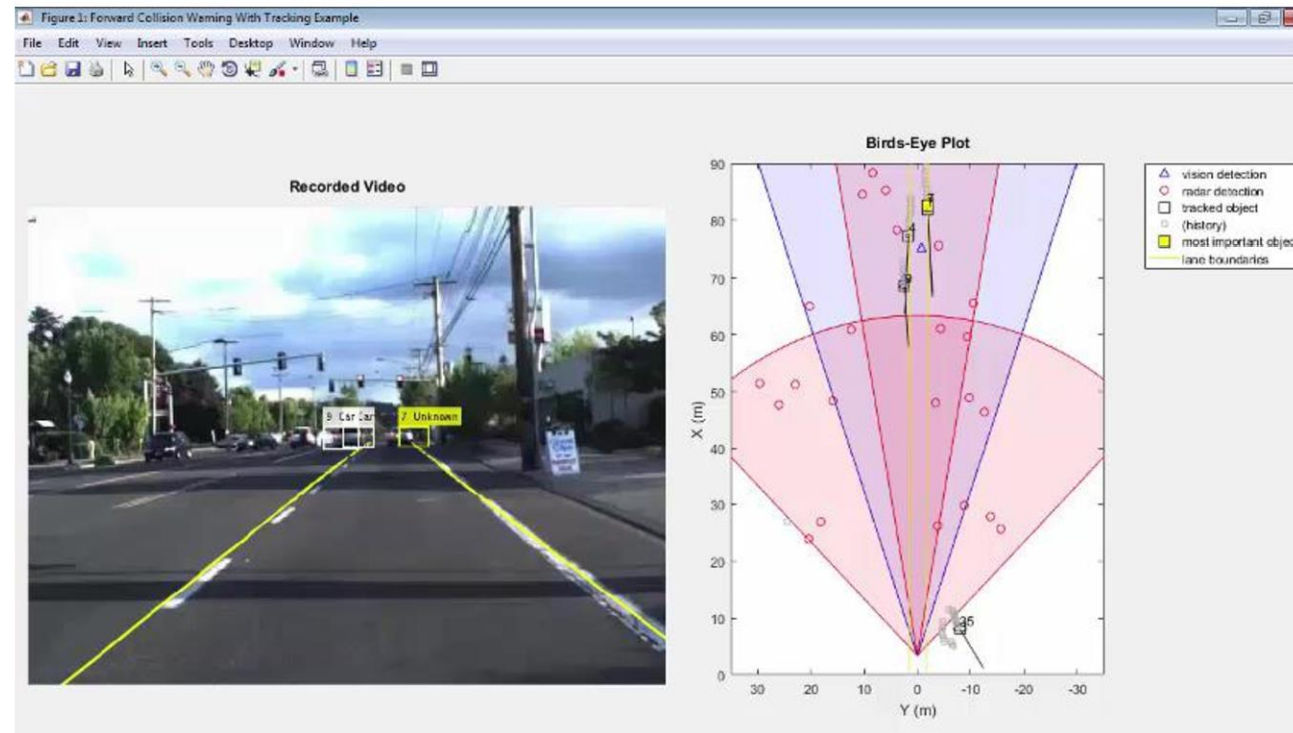 Figure 1: Forward Collision Warning With Tracking Example
File Edit View Insert Tools Desktop Window Help
Recorded Video
9 Car Car
7 Unknown
Birds-Eye Plot
90
80
70
60
50
40
30
20
10
0
X (m)
30 20 10 0 -10 -20 -30
Y (m)
4
vision detection
radar detection
tracked object
(history)
most important objec
lane boundaries